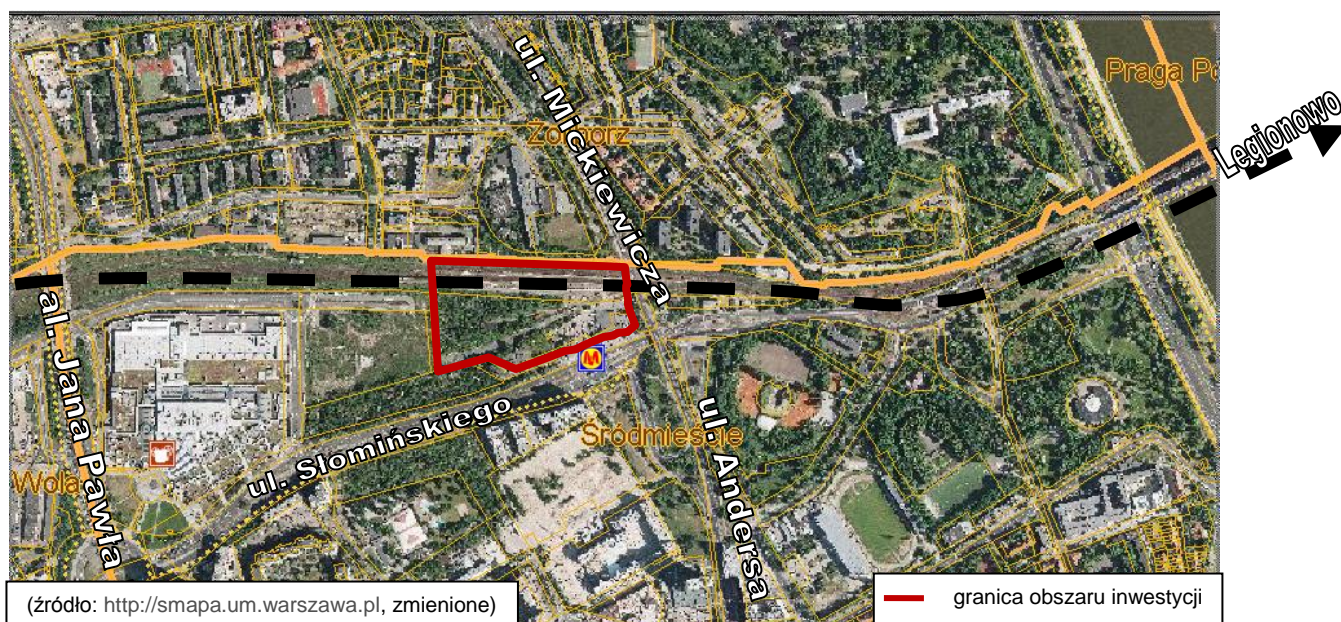 ul. Mickiewicza
Praga Po
Legionowo
Żoliborz
al. Jana Pawła
M
ul. Andersa
ul. Słomińskiego
Śródmieście
Wola
(źródło: http://smapa.um.warszawa.pl, zmienione)
granica obszaru inwestycji